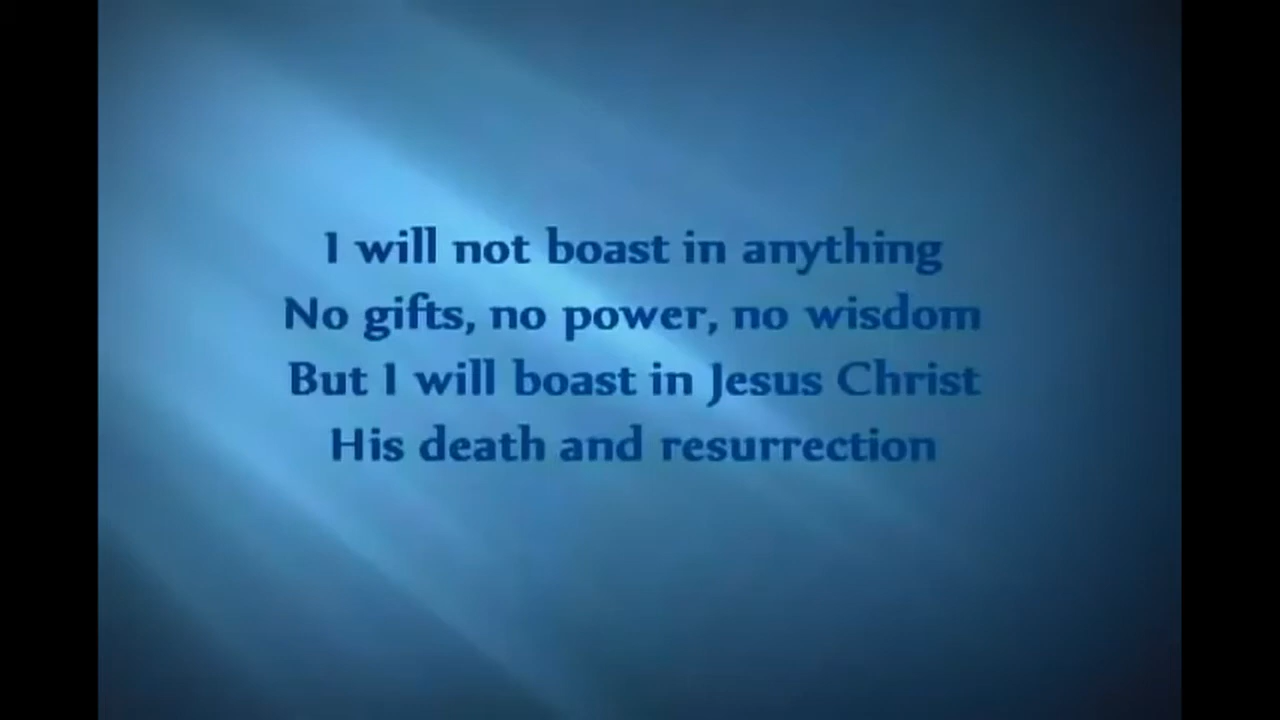 I will not boast in anything
No gifts, no power, no wisdom
But I will boast in Jesus Christ
His death and resurrection